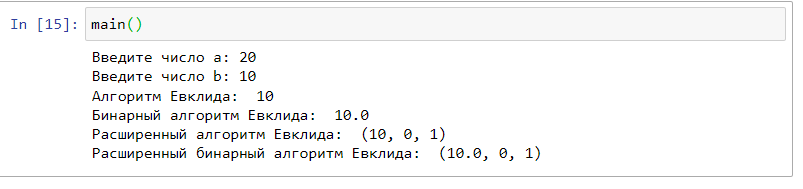 In [15]: main()
Введите число a: 20
Введите число b: 10
Алгоритм Евклида:  10
Бинарный алгоритм Евклида:  10.0
Расширенный алгоритм Евклида:  (10, 0, 1)
Расширенный бинарный алгоритм Евклида:  (10.0, 0, 1)